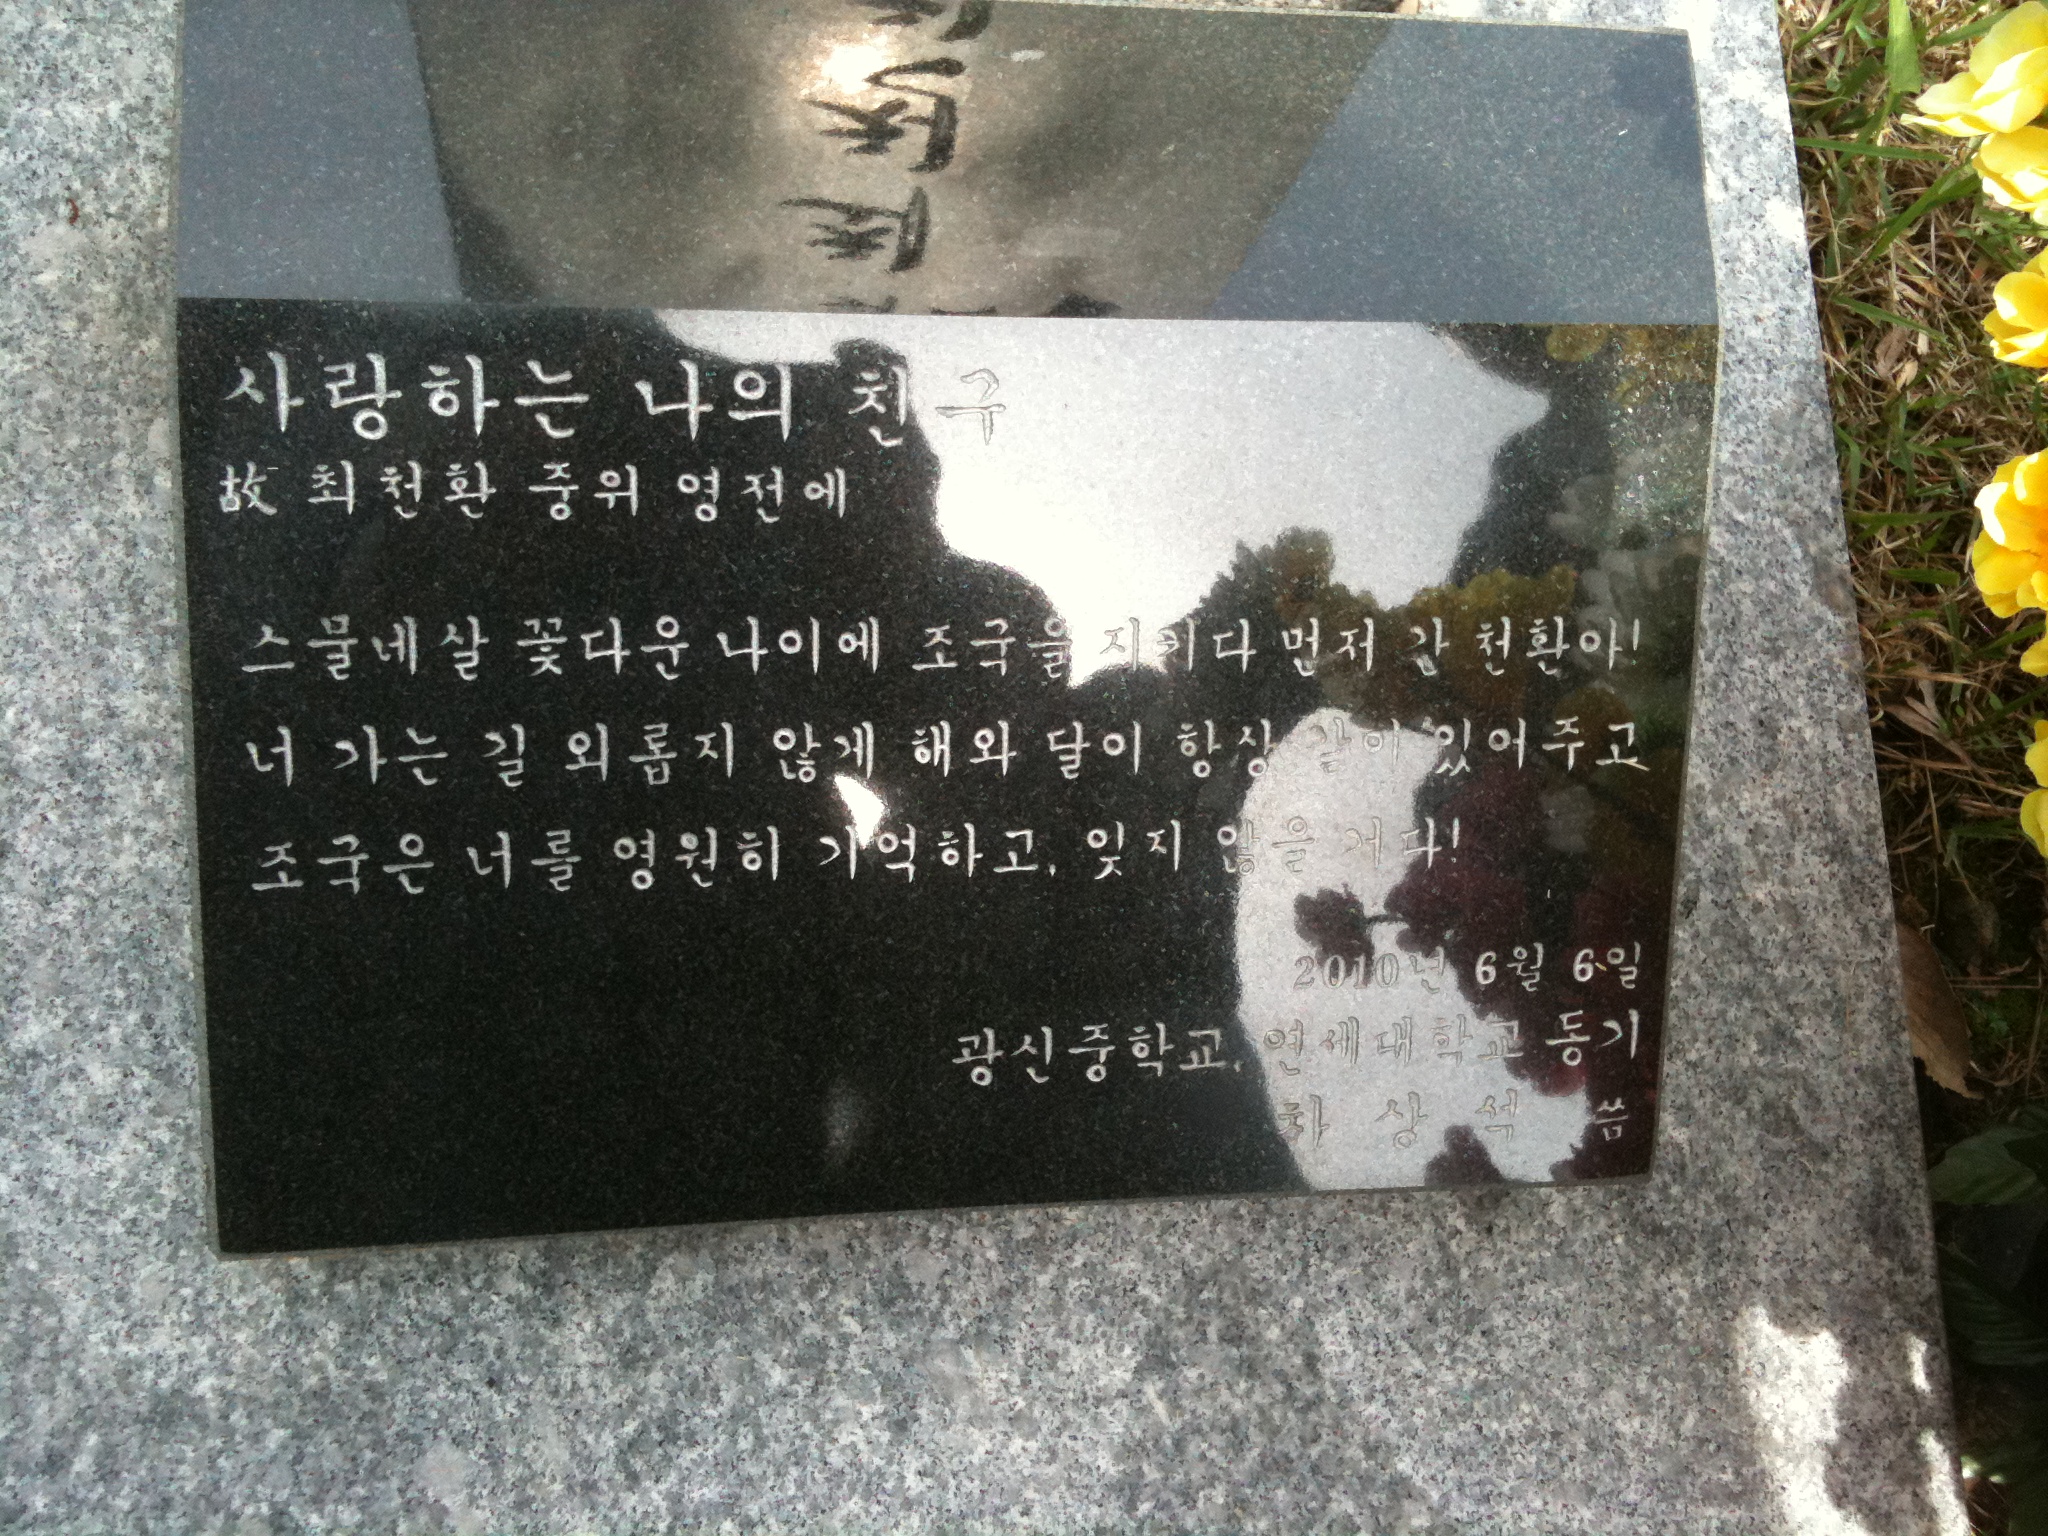 사랑하는 나의 친구
故 최천환 중위 영전에
스물네살 꽃다운 나이에 조국을 지키다 먼저 간 천환아!
너 가는 길 외롭지 않게 해와 달이 항상 같이 있어주고
조국은 너를 영원히 기억하고, 잊지 않을 거다!
2010년 6월 6일
광신중학교, 연세대학교 동기
하 상 석 씀